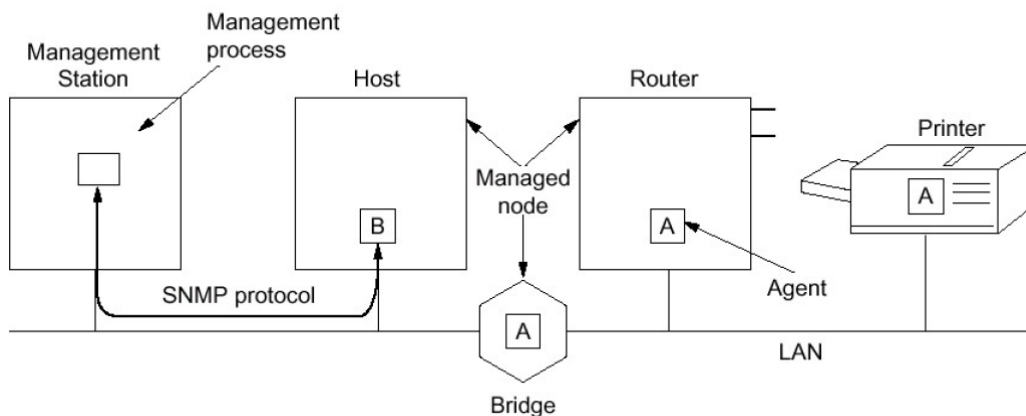 Management
process
Management
Station
Host
Router
Printer
Managed
node
A
B
A
SNMP protocol
Agent
A
LAN
Bridge